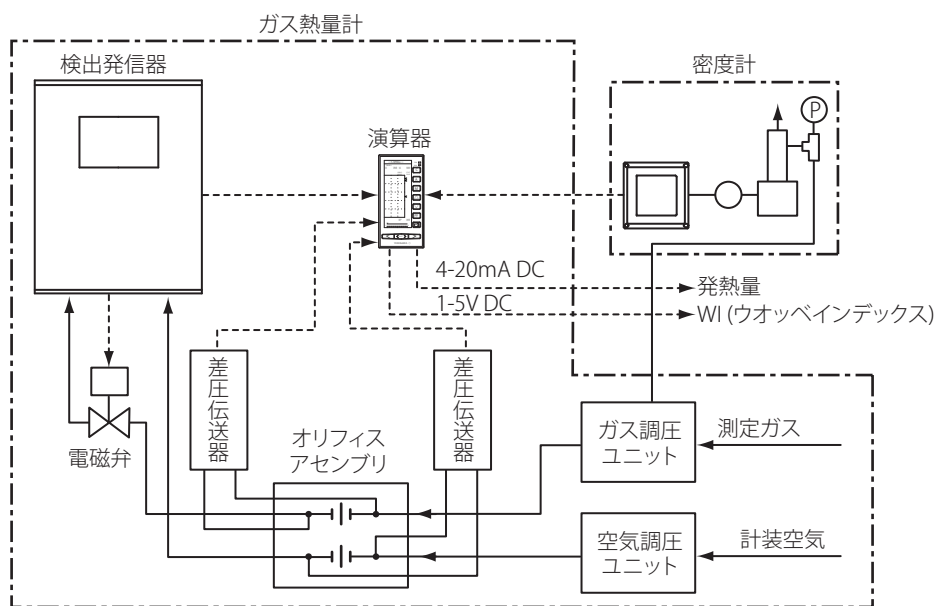 ガス熱量計
検出発信器
密度計
P
演算器
4-20mA DC
1-5V DC
発熱量
WI (ウオッベインデックス)
差圧伝送器
差圧伝送器
電磁弁
オリフィス
アセンブリ
ガス調圧
ユニット
測定ガス
空気調圧
ユニット
計装空気